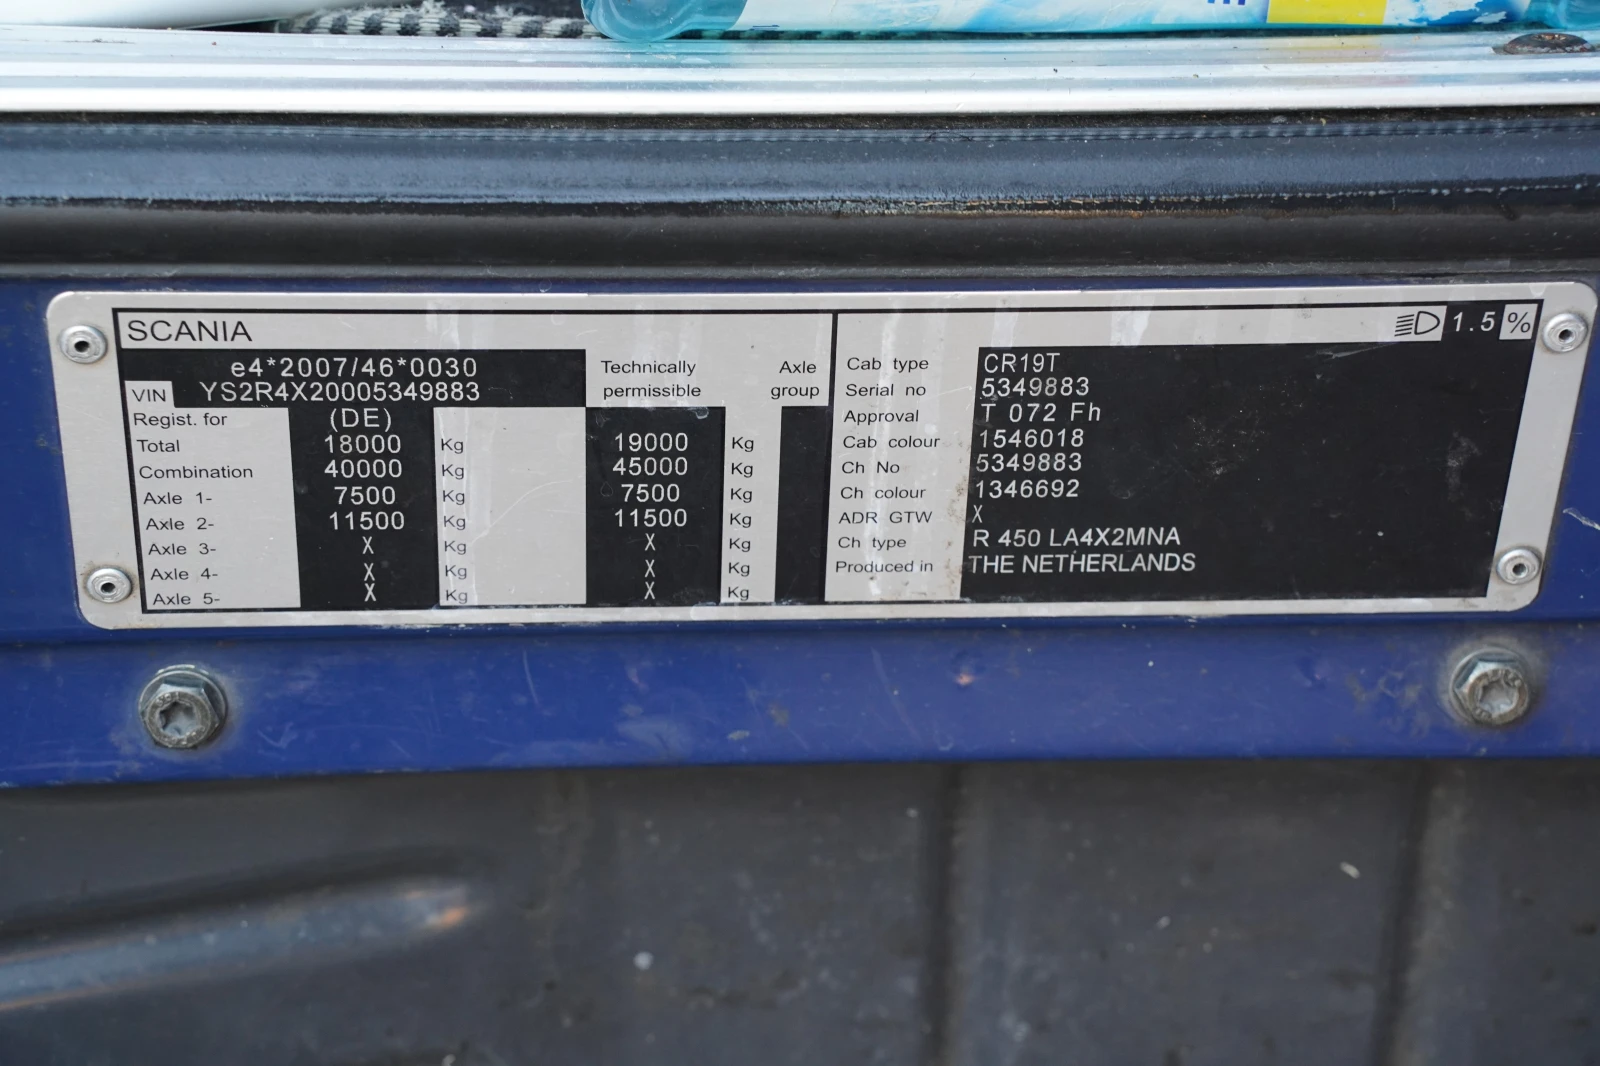 SCANIA
e4*2007/46*0030
VIN YS2R4X20005349883
Technically permissible
Axle group
Regist. for (DE)
Total 18000 Kg 19000 Kg
Combination 40000 Kg 45000 Kg
Axle 1- 7500 Kg 7500 Kg
Axle 2- 11500 Kg 11500 Kg
Axle 3- X Kg X Kg
Axle 4- X Kg X Kg
Axle 5- X Kg X Kg
1.5 %
Cab type CR19T
Serial no 5349883
Approval T 072 Fh
Cab colour 1546018
Ch No 5349883
Ch colour 1346692
ADR GTW X
Ch type R 450 LA4X2MNA
Produced in THE NETHERLANDS